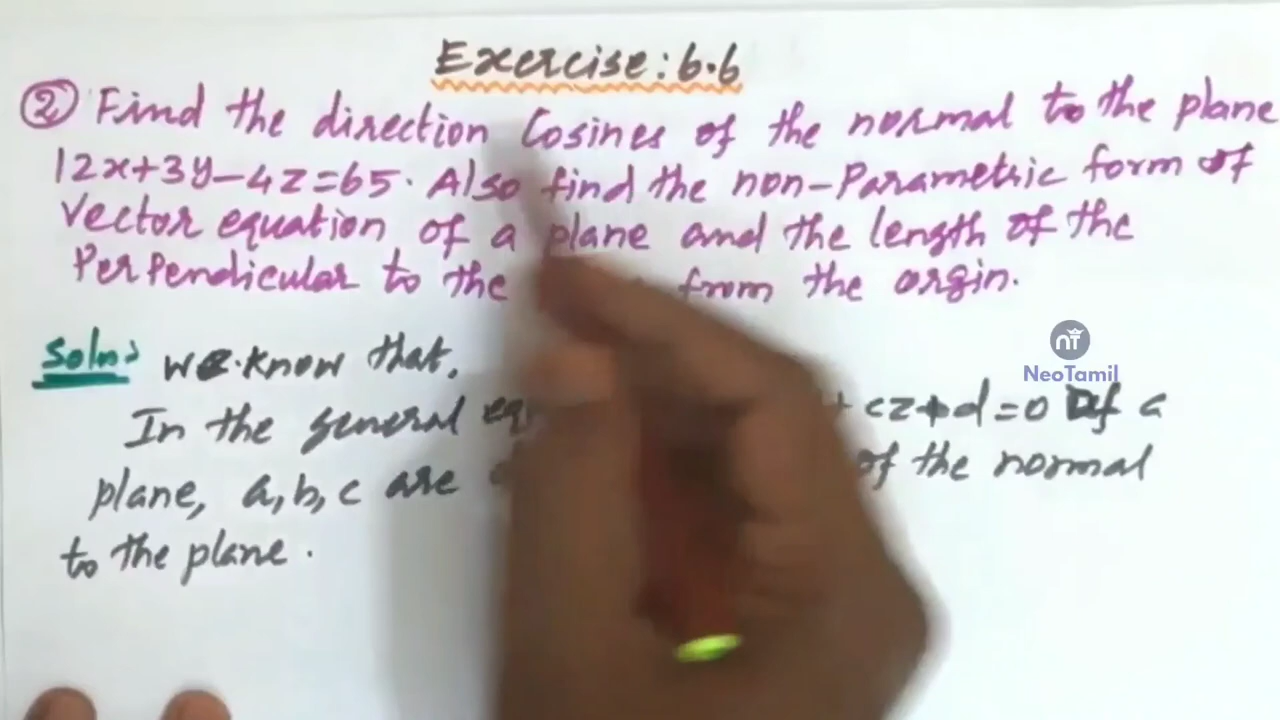 Exercise: 6.6
② Find the direction Cosines of the normal to the plane
12x+3y-4z=65. Also find the non-Parametric form of
Vector equation of a plane and the length of the
Perpendicular to the from the orgin.
Soln: We know that.
NeoTamil
In the general + cz+d=0 Of a
plane, a, b, c are of the normal
to the plane.